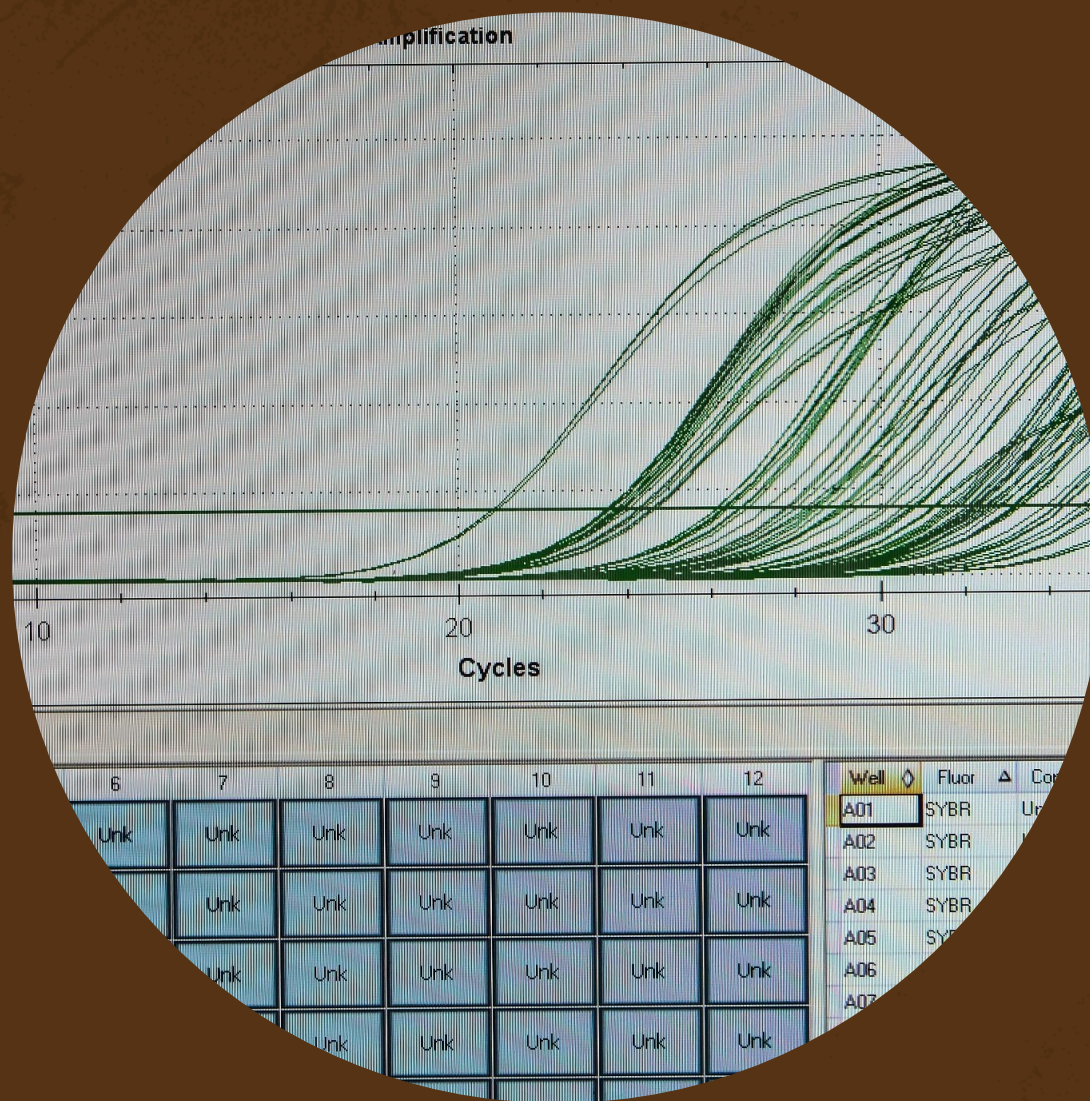 mplification
10 20 30
Cycles
6 7 8 9 10 11 12 Well Fluor
Unk Unk Unk Unk Unk Unk Unk A01 SYBR
A02 SYBR
Unk Unk Unk Unk Unk Unk A03 SYBR
A04 SYBR
Unk Unk Unk Unk Unk Unk A05
A06
A07
Unk Unk Unk Unk Unk